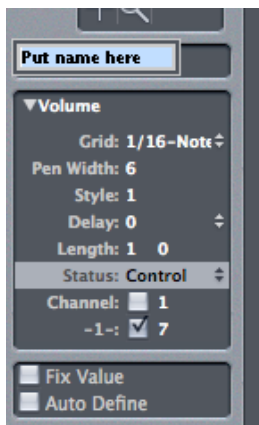 Put name here
▼Volume
Grid: 1/16-Note
Pen Width: 6
Style: 1
Delay: 0
Length: 1 0
Status: Control
Channel: 1
-1-: 7
Fix Value
Auto Define